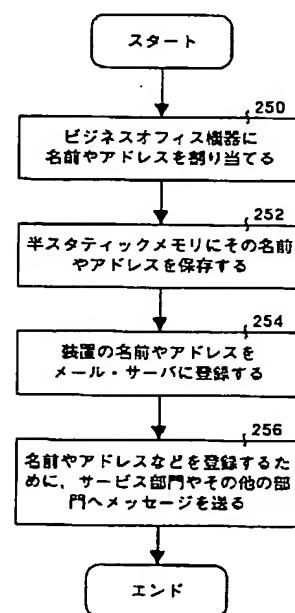 スタート
250
ビジネスオフィス機器に
名前やアドレスを割り当てる
252
半スタティックメモリにその名前
やアドレスを保存する
254
装置の名前やアドレスを
メール・サーバに登録する
256
名前やアドレスなどを登録する
ために、サービス部門やその他の部
門へメッセージを送る
エンド